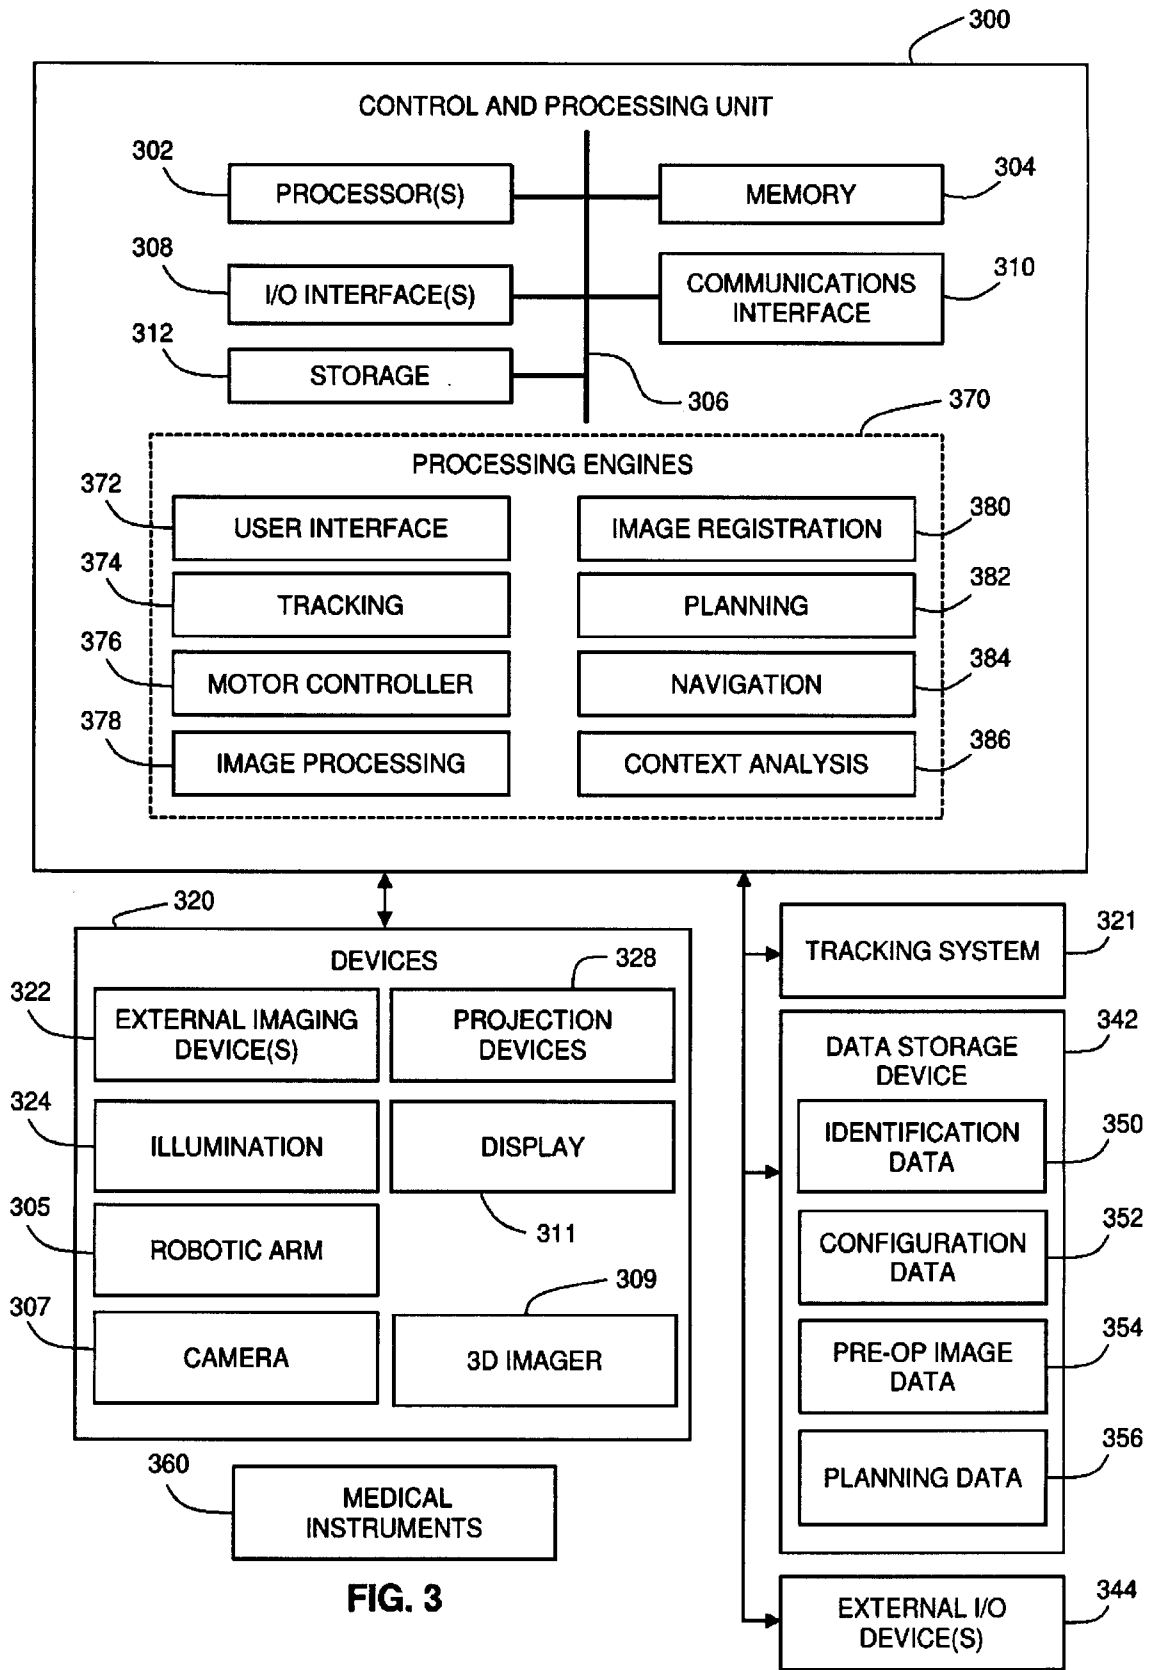 300
CONTROL AND PROCESSING UNIT
302
PROCESSOR(S)
MEMORY
304
308
I/O INTERFACE(S)
COMMUNICATIONS
INTERFACE
310
312
STORAGE
306
370
PROCESSING ENGINES
372
USER INTERFACE
IMAGE REGISTRATION
380
374
TRACKING
PLANNING
382
376
MOTOR CONTROLLER
NAVIGATION
384
378
IMAGE PROCESSING
CONTEXT ANALYSIS
386
320
DEVICES
328
322
EXTERNAL IMAGING
DEVICE(S)
PROJECTION
DEVICES
324
ILLUMINATION
DISPLAY
311
305
ROBOTIC ARM
309
307
CAMERA
3D IMAGER
360
MEDICAL
INSTRUMENTS
TRACKING SYSTEM
321
342
DATA STORAGE
DEVICE
IDENTIFICATION
DATA
350
CONFIGURATION
DATA
352
PRE-OP IMAGE
DATA
354
PLANNING DATA
356
EXTERNAL I/O
DEVICE(S)
344
FIG. 3